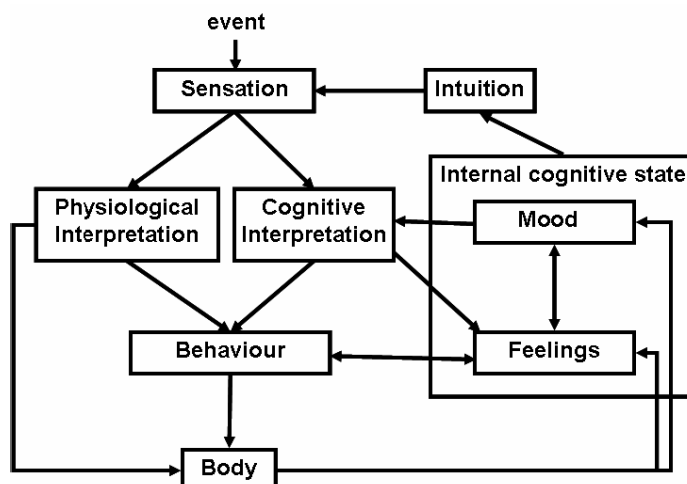 event
Sensation
Intuition
Internal cognitive state
Physiological
Interpretation
Cognitive
Interpretation
Mood
Behaviour
Feelings
Body